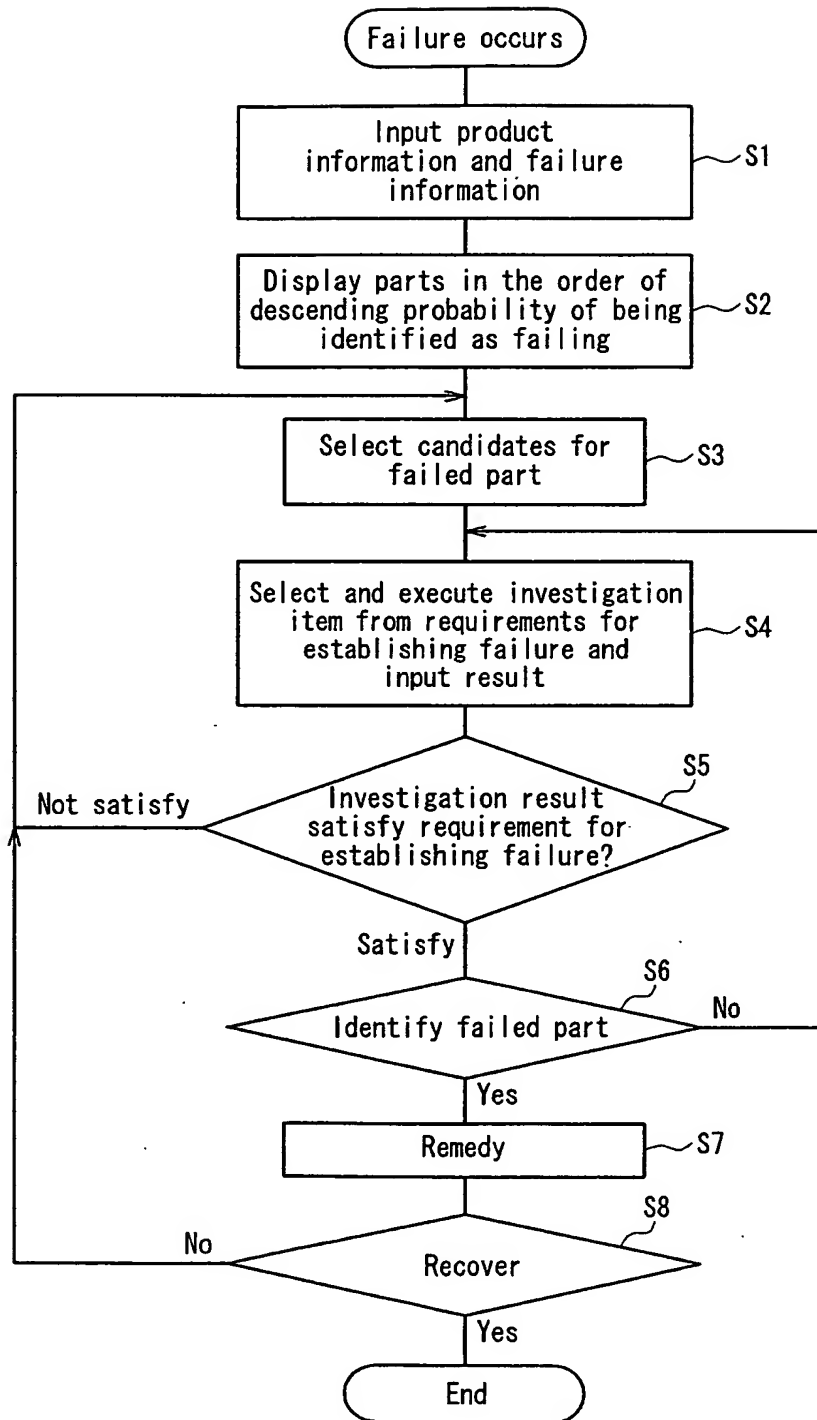 Failure occurs
Input product
information and failure
information
S1
Display parts in the order of
descending probability of being
identified as failing
S2
Select candidates for
failed part
S3
Select and execute investigation
item from requirements for
establishing failure and
input result
S4
S5
Not satisfy
Investigation result
satisfy requirement for
establishing failure?
Satisfy
S6
Identify failed part
No
Yes
Remedy
S7
S8
No
Recover
Yes
End